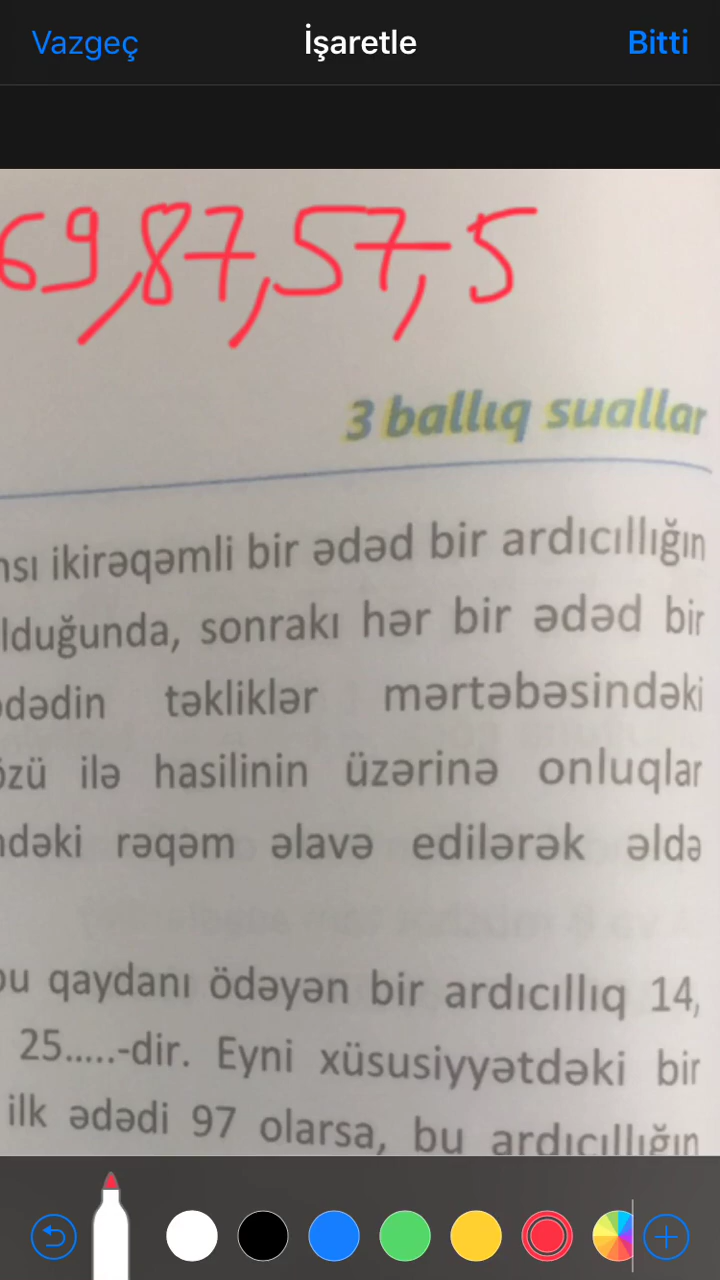 Vazgeç İşaretle Bitti
69,87,57,5
3 ballıq suallar
nsı ikirəqəmli bir ədəd bir ardıcıllığın
lduğunda, sonrakı hər bir ədəd bir
ədədin təkliklər mərtəbəsindəki
özü ilə hasilinin üzərinə onluqlar
ndəki rəqəm əlavə edilərək əldə
bu qaydanı ödəyən bir ardıcıllıq 14,
25.....-dir. Eyni xüsusiyyətdəki bir
ilk ədədi 97 olarsa, bu ardıcıllığın